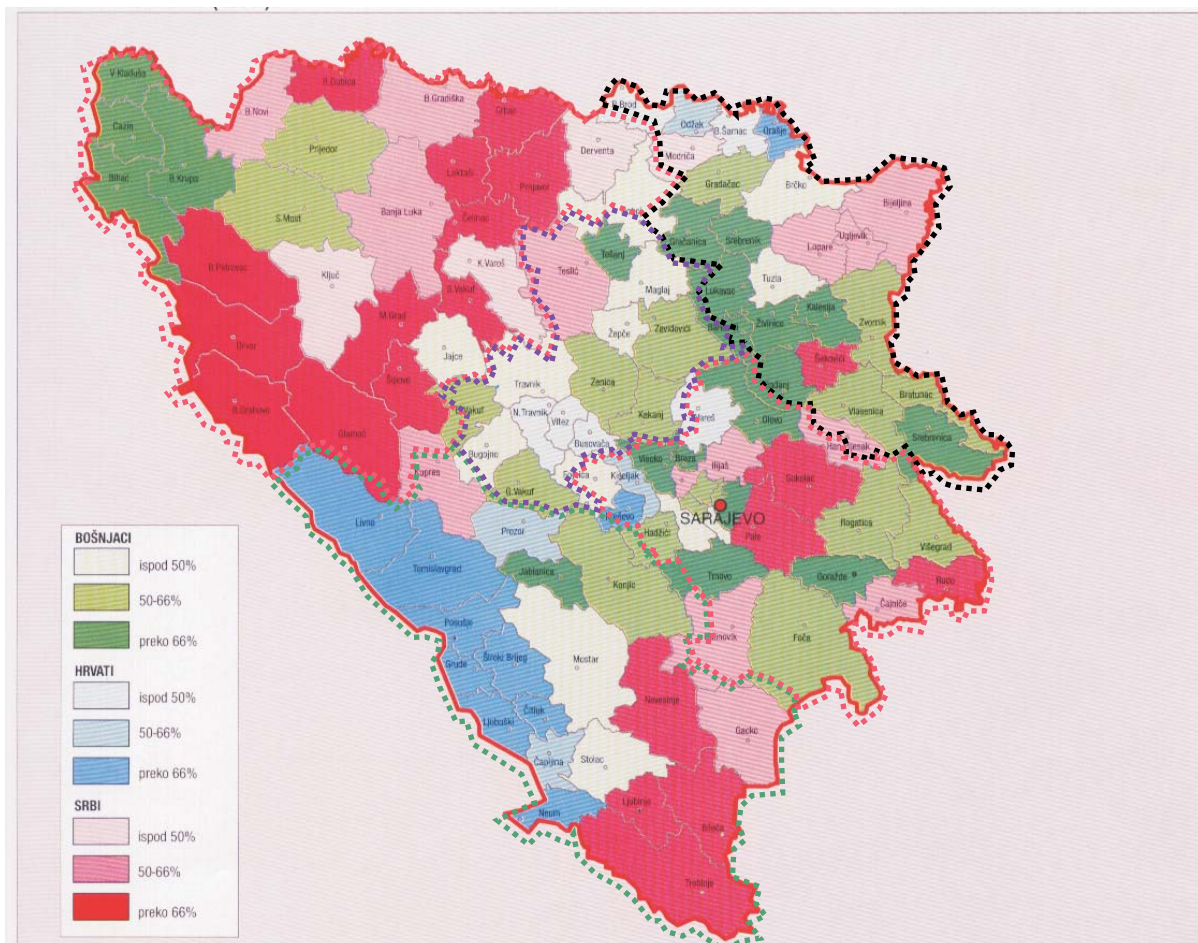 V.Kladuša
B.Dubica
B.Novi
B.Gradiška
Cazin
Srbac
B.Brod
Odžak
B.Šamac
Orašje
Prijedor
Derventa
Modriča
Bihać
B.Krupa
Laktaši
Prnjavor
Gradačac
Brčko
Bijeljina
S.Most
Banja Luka
Čelinac
Gračanica
Srebrenik
Lopare
Ugljevik
B.Petrovac
Ključ
K.Varoš
Teslić
Tešanj
Maglaj
Lukavac
Tuzla
S.Vakuf
Kalesija
M.Grad
Živinice
Zvornik
Žepče
Zavidovići
Drvar
Jajce
Šekovići
Šipovo
Travnik
Zenica
Bratunac
B.Grahovo
N.Travnik
Vitez
Kakanj
Vareš
Olovo
Vlasenica
Glamoč
Busovača
Srebrenica
Bugojno
Visoko
Breza
Han Pijesak
Kupres
Ilijaš
G.Vakuf
Kiseljak
Sokolac
SARAJEVO
Livno
Prozor
Hadžići
Pale
Rogatica
Višegrad
Tomislavgrad
Jablanica
Konjic
Trnovo
Goražde
Rudo
Čajniče
Posušje
Kalinovik
Foča
Grude
Široki Brijeg
Mostar
Nevesinje
Ljubuški
Čitluk
Gacko
Čapljina
Stolac
Neum
Ljubinje
Bileća
Trebinje
BOŠNJACI
ispod 50%
50-66%
preko 66%
HRVATI
ispod 50%
50-66%
preko 66%
SRBI
ispod 50%
50-66%
preko 66%